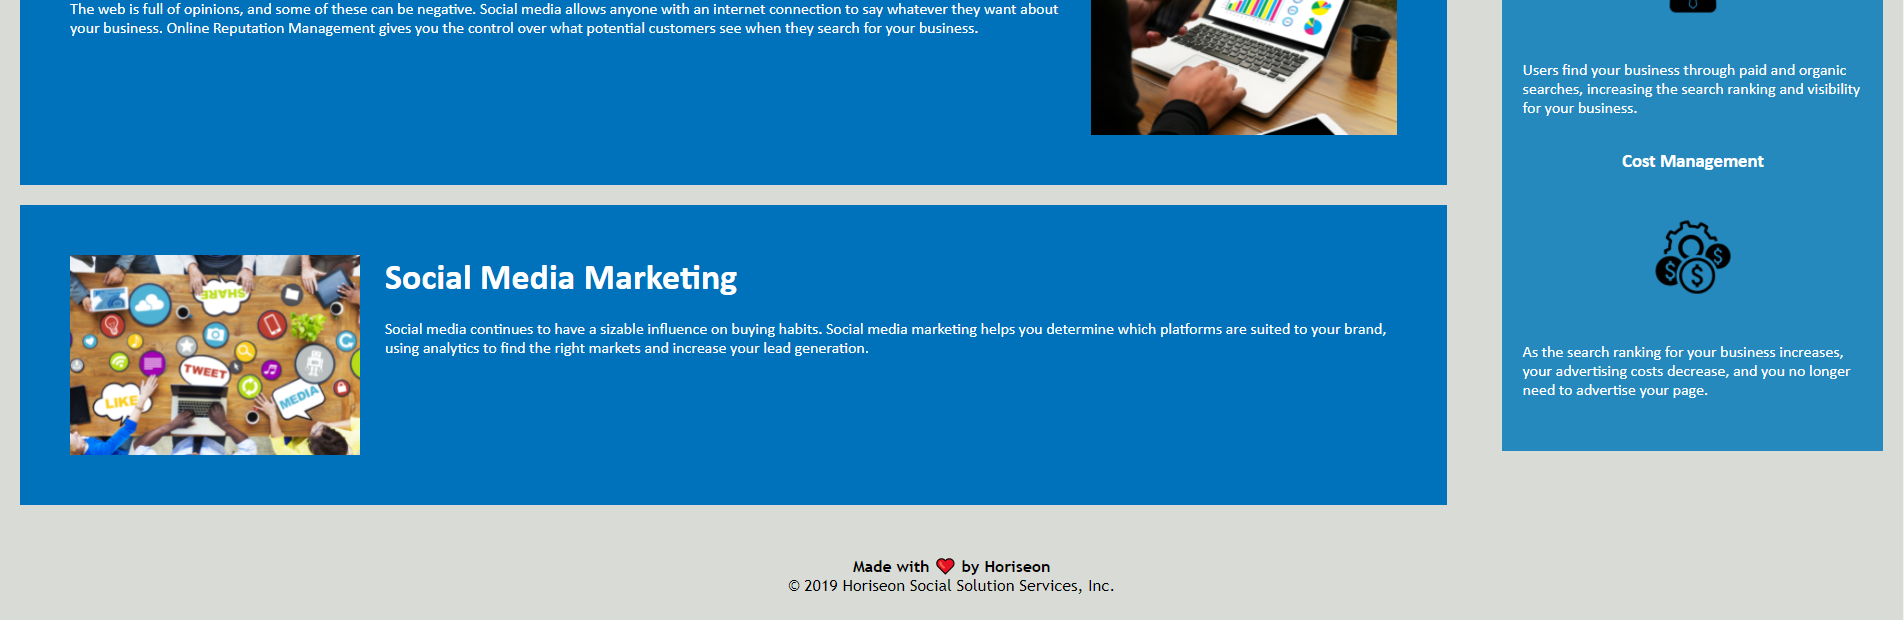 The web is full of opinions, and some of these can be negative. Social media allows anyone with an internet connection to say whatever they want about
your business. Online Reputation Management gives you the control over what potential customers see when they search for your business.
Social Media Marketing
Social media continues to have a sizable influence on buying habits. Social media marketing helps you determine which platforms are suited to your brand,
using analytics to find the right markets and increase your lead generation.
SHARE
TWEET
LIKE
MEDIA
Users find your business through paid and organic
searches, increasing the search ranking and visibility
for your business.
Cost Management
$ $ $
As the search ranking for your business increases,
your advertising costs decrease, and you no longer
need to advertise your page.
Made with ❤️ by Horiseon
© 2019 Horiseon Social Solution Services, Inc.